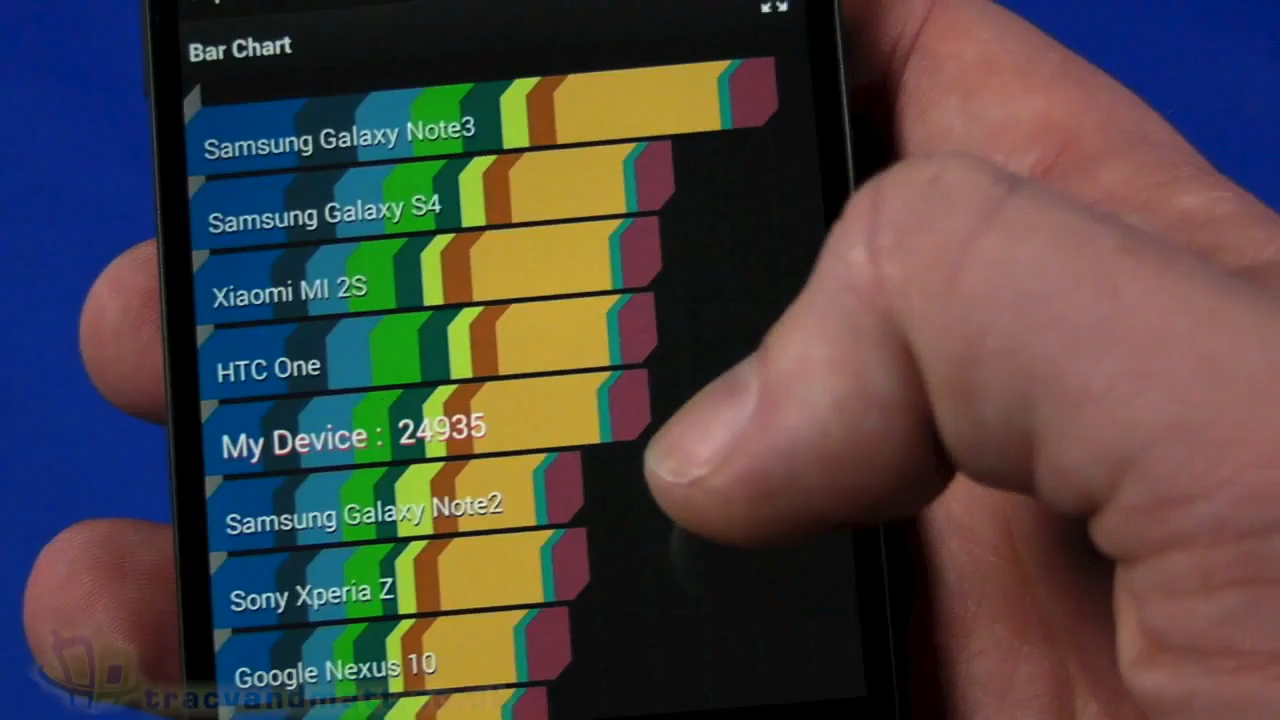 Bar Chart
Samsung Galaxy Note3
Samsung Galaxy S4
Xiaomi MI 2S
HTC One
My Device : 24935
Samsung Galaxy Note2
Sony Xperia Z
Google Nexus 10